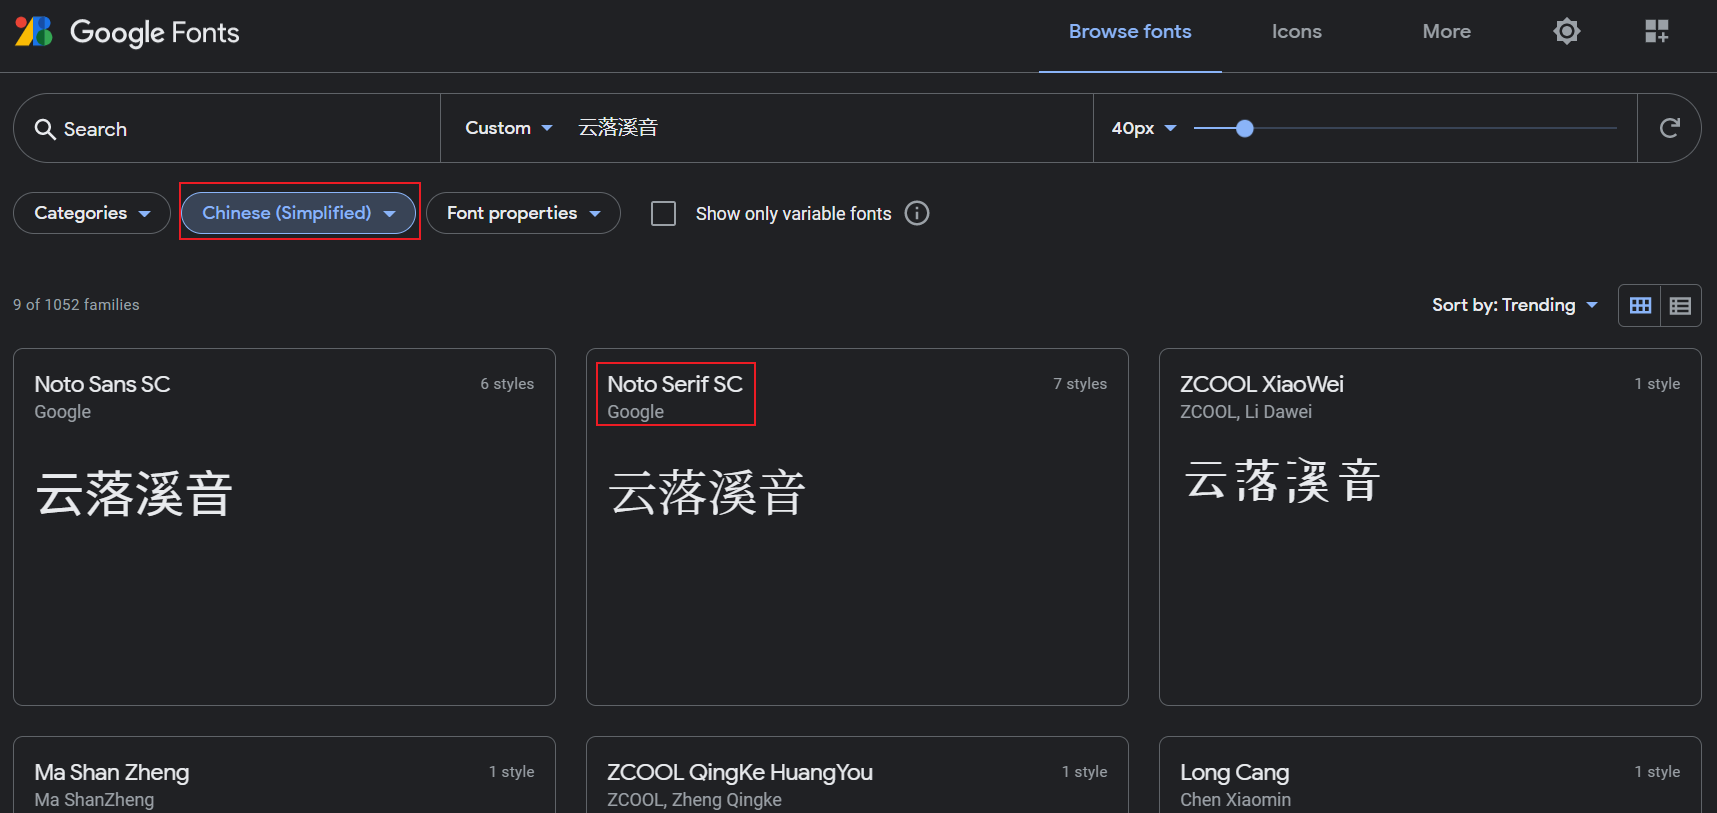 Google Fonts
Browse fonts
Icons
More
Search
Custom
云落溪音
40px
Categories
Chinese (Simplified)
Font properties
Show only variable fonts
9 of 1052 families
Sort by: Trending
Noto Sans SC
6 styles
Google
云落溪音
Noto Serif SC
7 styles
Google
云落溪音
ZCOOL XiaoWei
1 style
ZCOOL, Li Dawei
云落溪音
Ma Shan Zheng
1 style
Ma ShanZheng
ZCOOL QingKe HuangYou
1 style
ZCOOL, Zheng Qingke
Long Cang
1 style
Chen Xiaomin